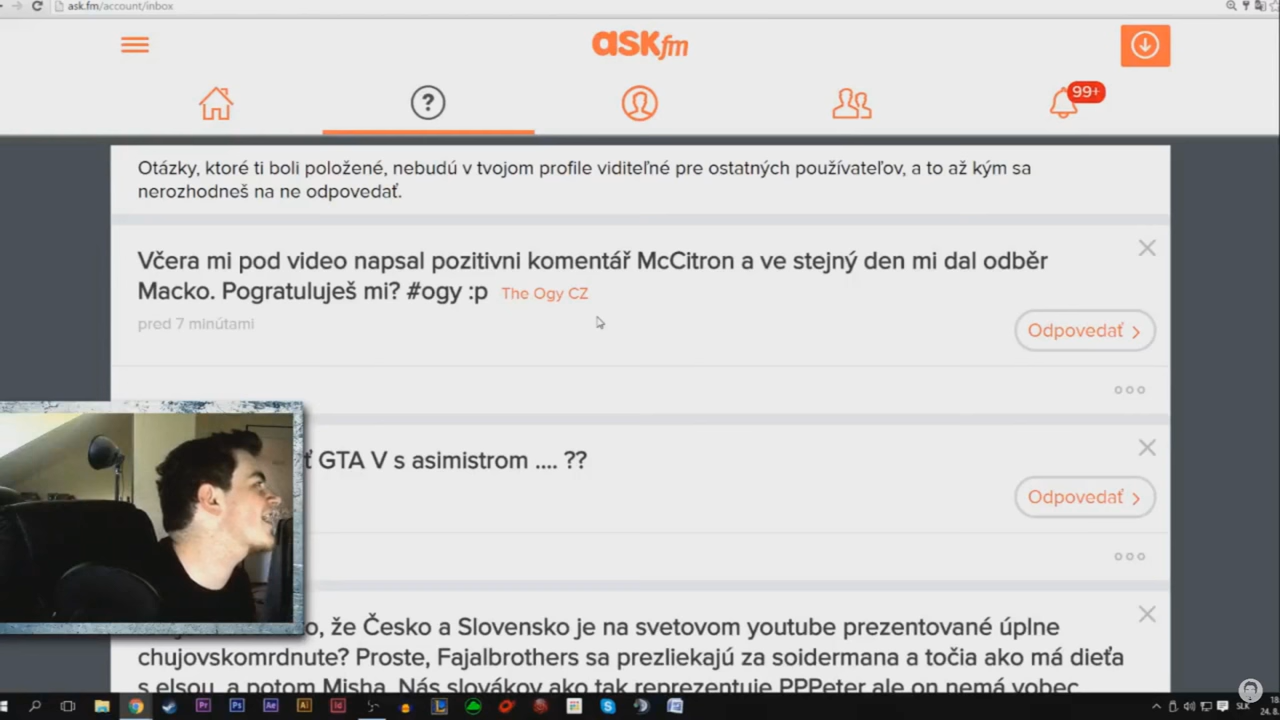 ask.fm/account/inbox
askfm
99+
Otázky, ktoré ti boli položené, nebudú v tvojom profile viditeľné pre ostatných používateľov, a to až kým sa
nerozhodneš na ne odpovedať.
Včera mi pod video napsal pozitivni komentář McCitron a ve stejný den mi dal odběr
Macko. Pogratuluješ mi? #ogy :p The Ogy CZ
pred 7 minútami
Odpovedať
GTA V s asimistrom .... ??
Odpovedať
že Česko a Slovensko je na svetovom youtube prezentované úplne
chujovskomrdnute? Proste, Fajalbrothers sa prezliekajú za soidermana a točia ako má dieťa
s elsou, a potom Misha. Nás slovákov ako tak reprezentuje PPPeter ale on nemá vobec
SLK